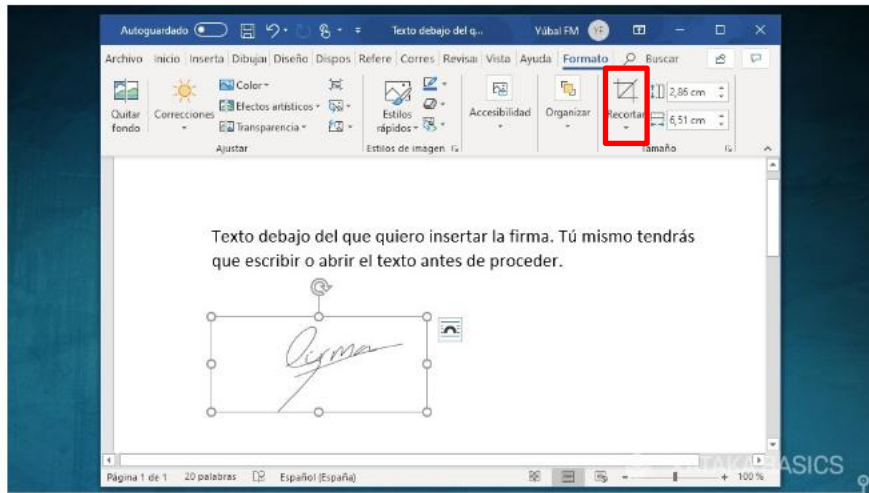 Autoguardado
Texto debajo del q...
Yúbal FM
YF
Archivo Inicio Inserta Dibujar Diseño Dispos Refere Corres Revisar Vista Ayuda Formato Buscar
Quitar fondo
Correcciones
Color
Efectos artísticos
Transparencia
Ajustar
Estilos rápidos
Estilos de imagen
Accesibilidad
Organizar
Recortar
2,86 cm
6,51 cm
Tamaño
Texto debajo del que quiero insertar la firma. Tú mismo tendrás
que escribir o abrir el texto antes de proceder.
Firma
Página 1 de 1 20 palabras Español (España)
100 %